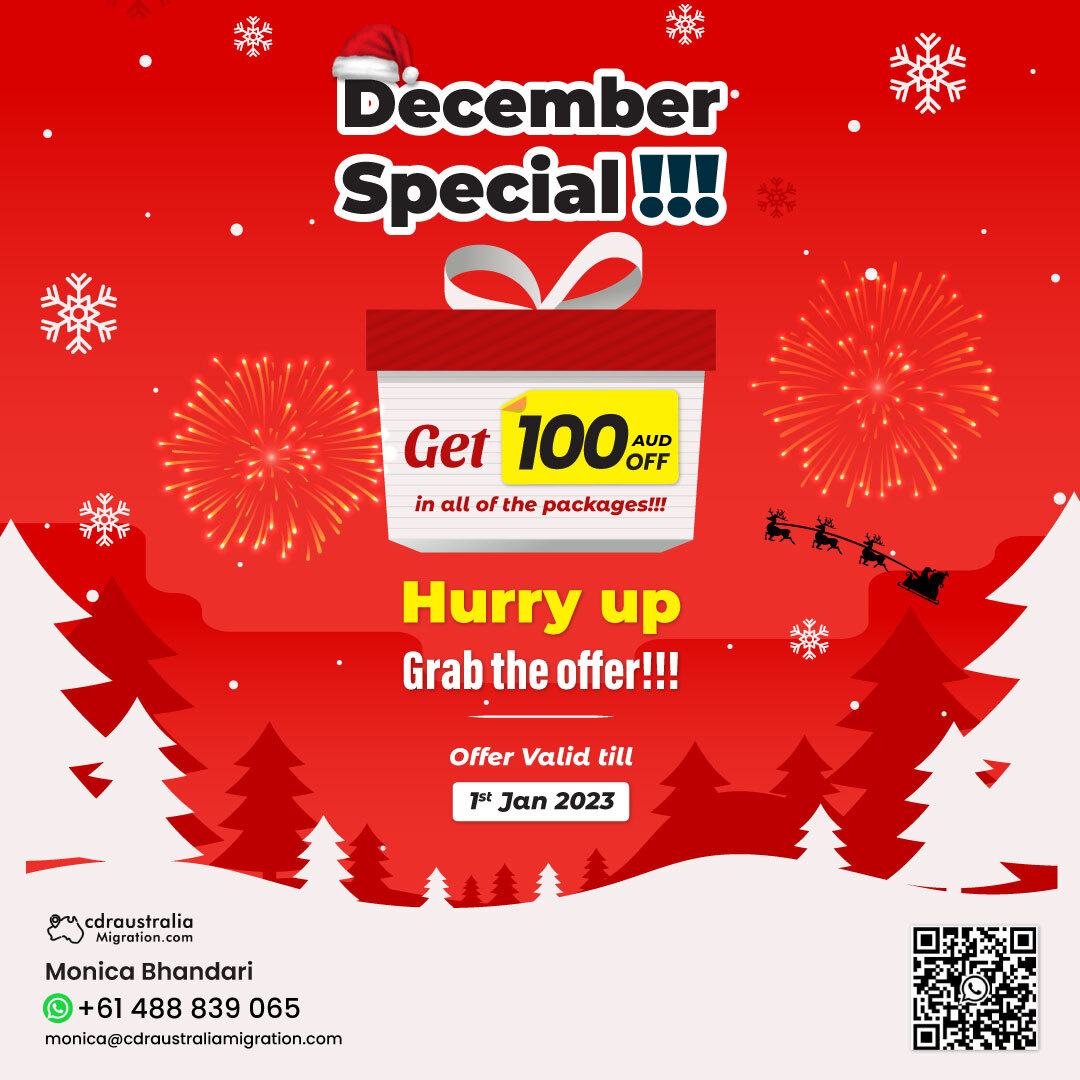 December
Special !!!
Get 100 AUD OFF
in all of the packages!!!
Hurry up
Grab the offer!!!
Offer Valid till
1st Jan 2023
cdraustralia
Migration.com
Monica Bhandari
+61 488 839 065
monica@cdraustraliamigration.com